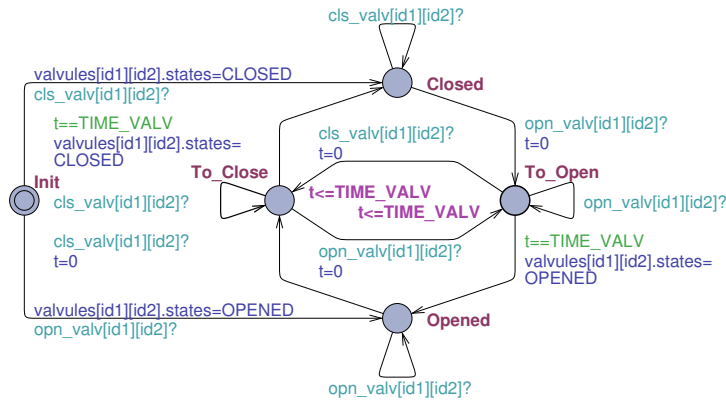 cls_valv[id1][id2]?
valvules[id1][id2].states=CLOSED
cls_valv[id1][id2]?
Closed
t==TIME_VALV
valvules[id1][id2].states=
CLOSED
cls_valv[id1][id2]?
t=0
opn_valv[id1][id2]?
t=0
Init
To_Close
To_Open
cls_valv[id1][id2]?
t<=TIME_VALV
t<=TIME_VALV
opn_valv[id1][id2]?
cls_valv[id1][id2]?
t=0
opn_valv[id1][id2]?
t=0
t==TIME_VALV
valvules[id1][id2].states=
OPENED
valvules[id1][id2].states=OPENED
opn_valv[id1][id2]?
Opened
opn_valv[id1][id2]?